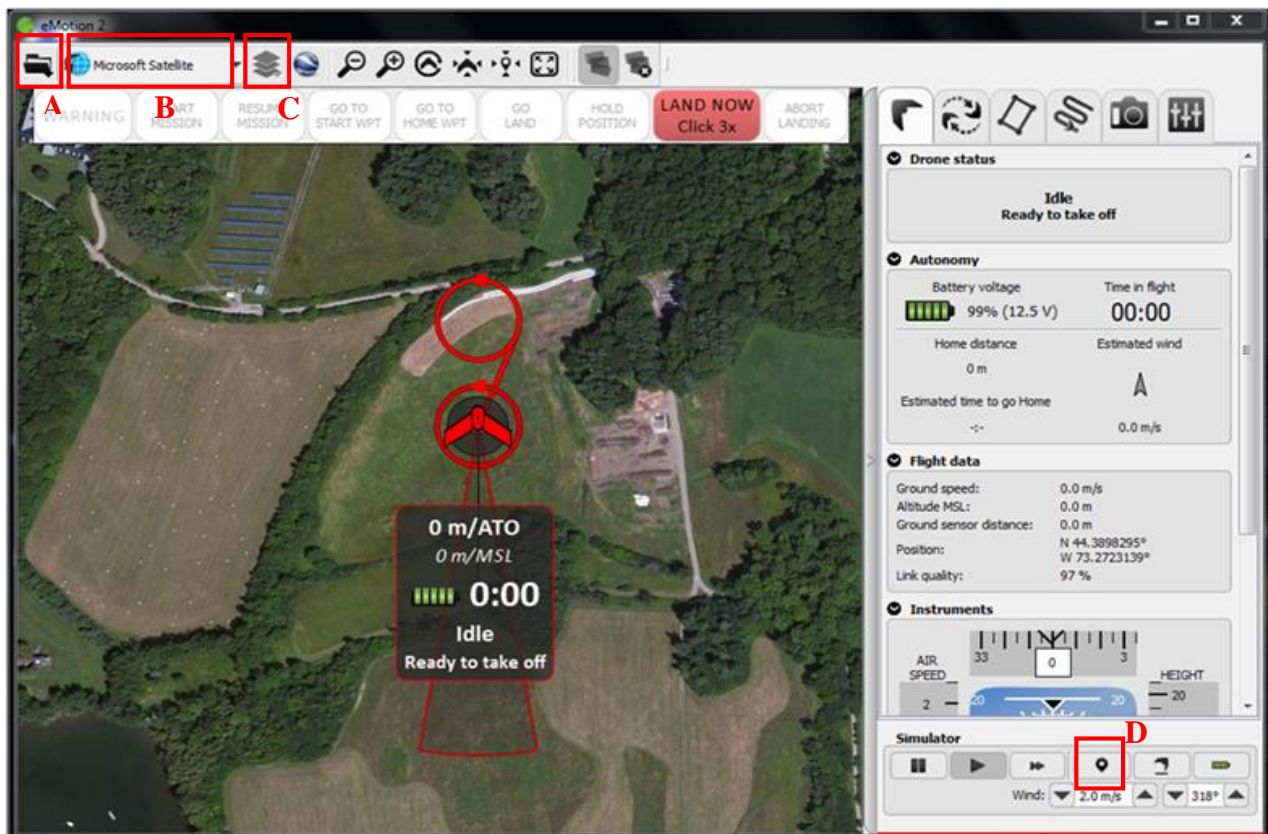 eMotion 2
Microsoft Satellite
A
B
C
WARNING
START MISSION
RESUME MISSION
GO TO START WPT
GO TO HOME WPT
GO LAND
HOLD POSITION
LAND NOW
Click 3x
ABORT LANDING
Drone status
Idle
Ready to take off
Autonomy
Battery voltage
Time in flight
99% (12.5 V)
00:00
Home distance
Estimated wind
0 m
Estimated time to go Home
-:-
0.0 m/s
Flight data
Ground speed: 0.0 m/s
Altitude MSL: 0.0 m
Ground sensor distance: 0.0 m
Position: N 44.3898295°
W 73.2723139°
Link quality: 97 %
Instruments
AIR SPEED
33
0
3
HEIGHT
2
20
20
20
0 m/ATO
0 m/MSL
0:00
Idle
Ready to take off
Simulator
D
Wind: 2.0 m/s 318°